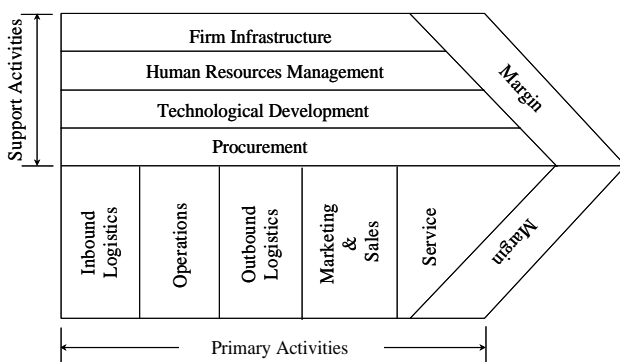 Support Activities
Firm Infrastructure
Human Resources Management
Technological Development
Procurement
Margin
Inbound
Logistics
Operations
Outbound
Logistics
Marketing
&
Sales
Service
Margin
Primary Activities